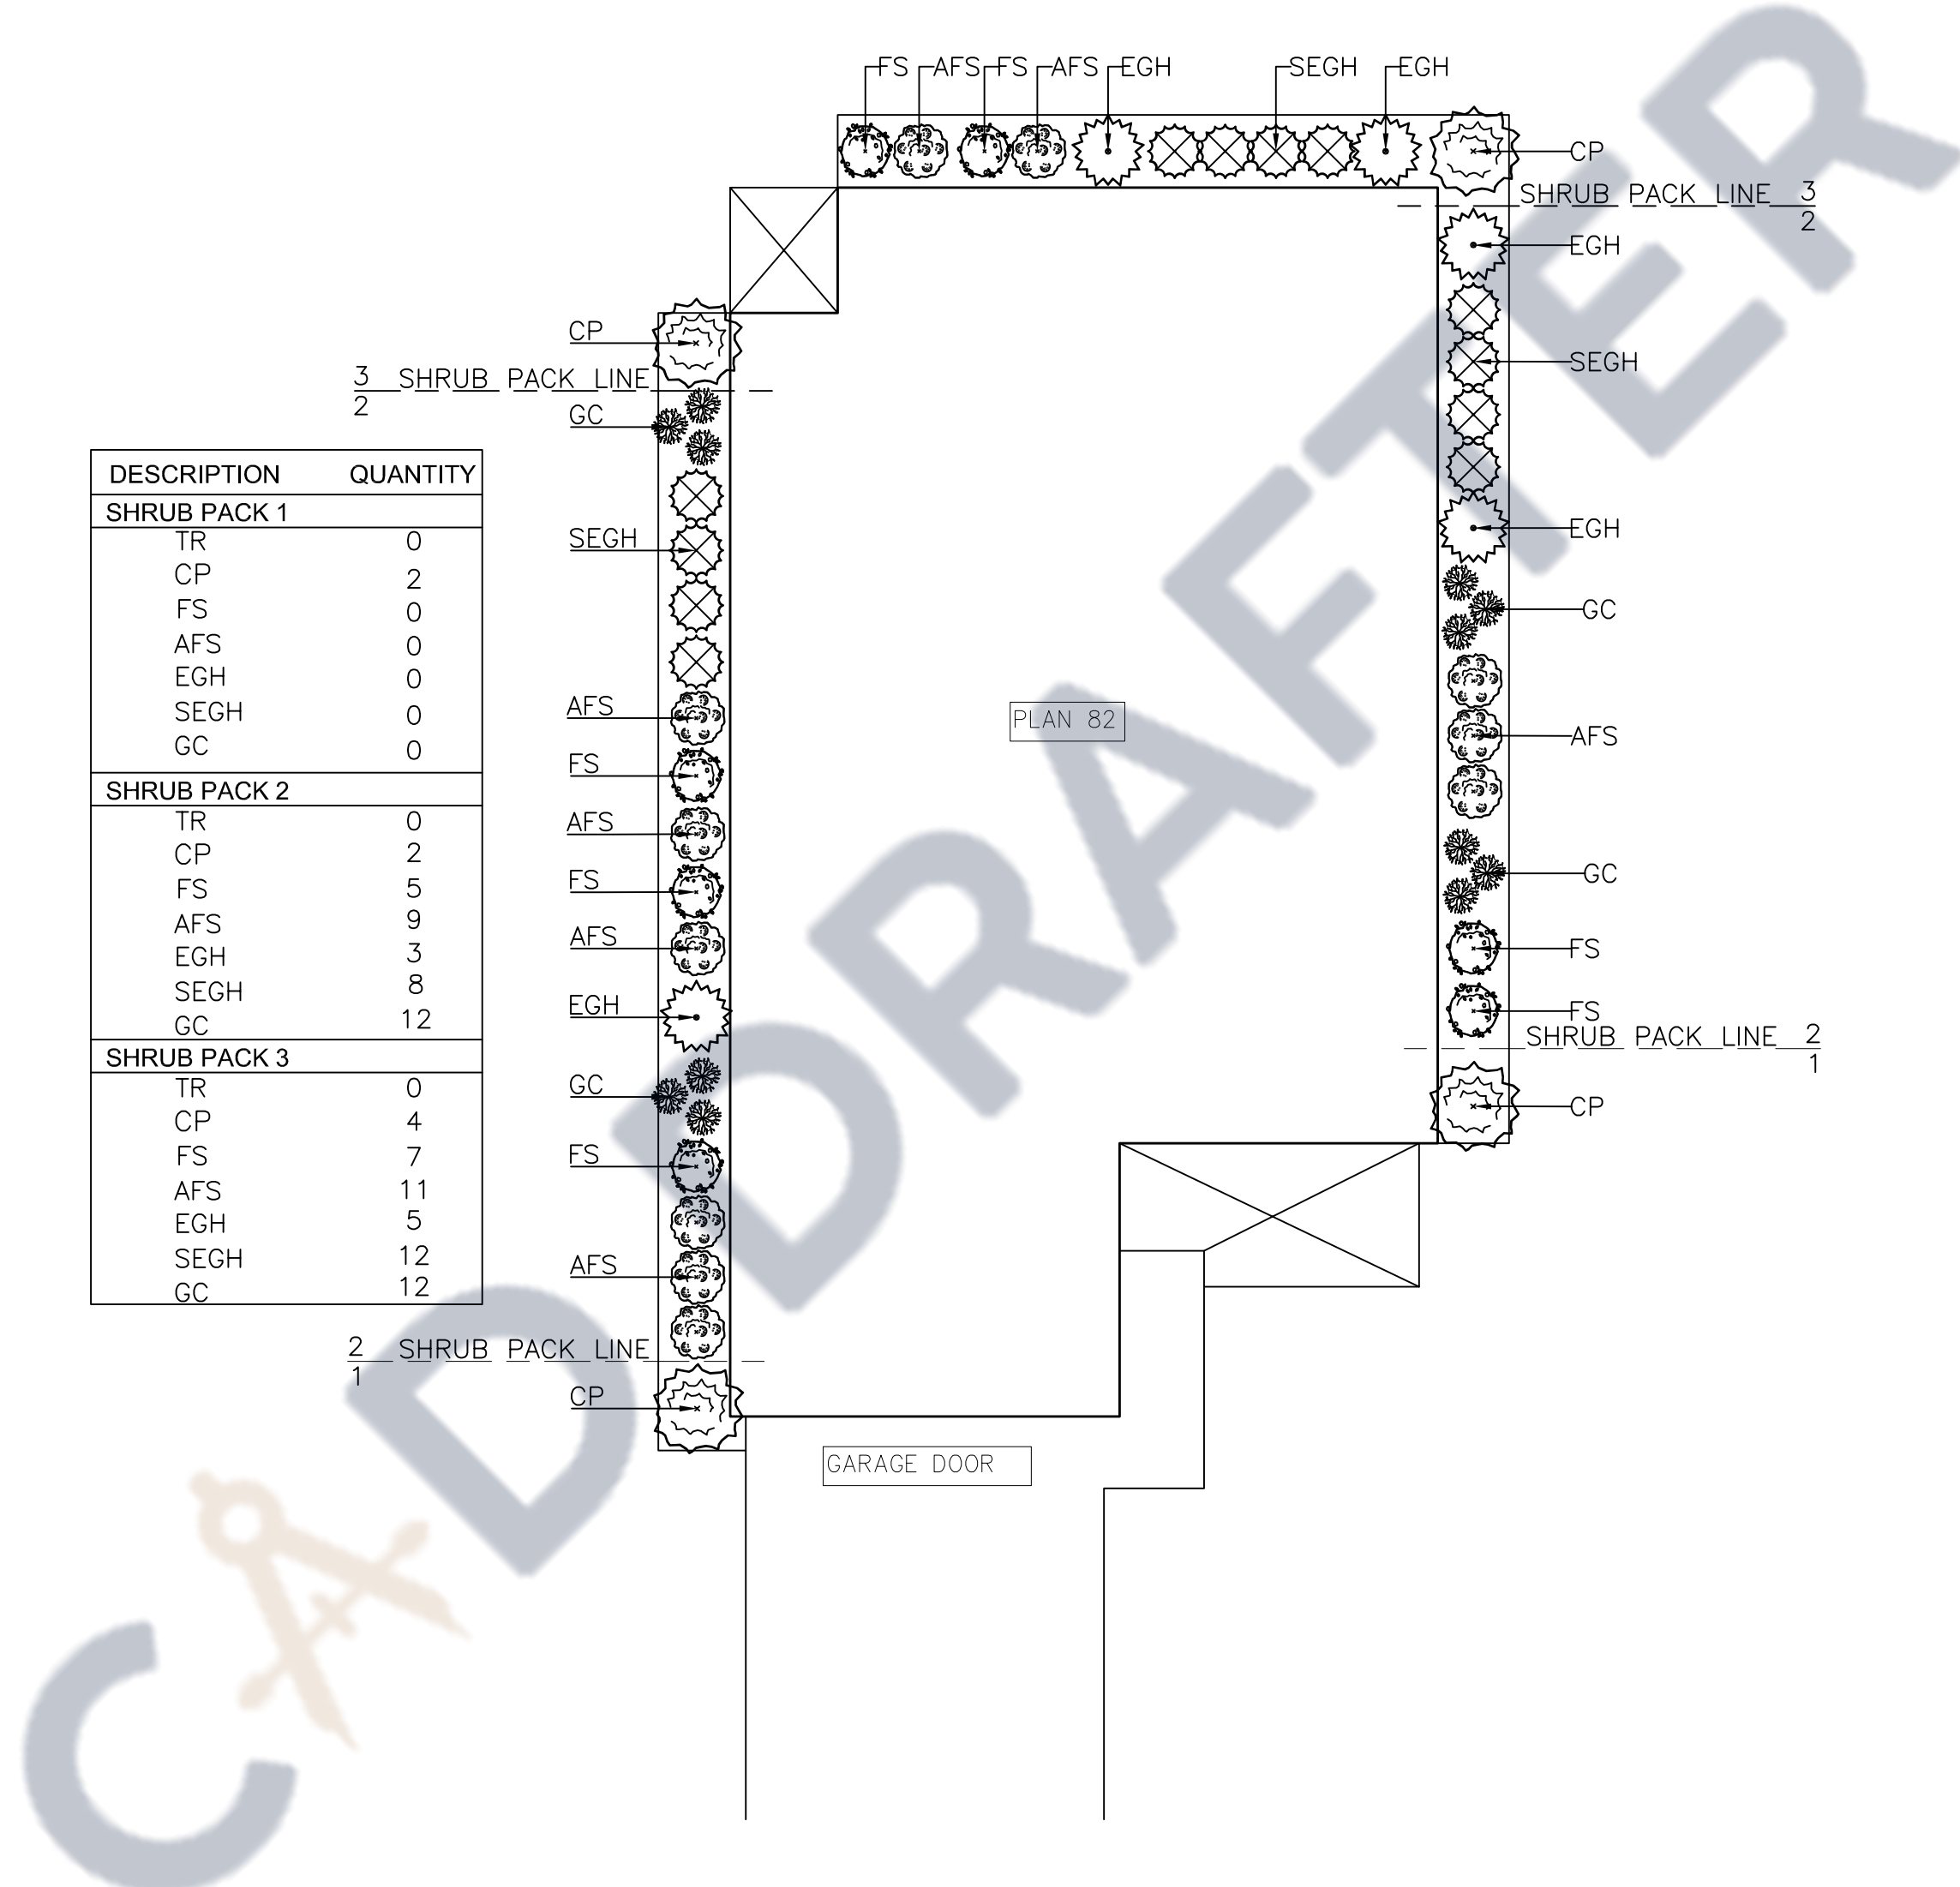 FS AFS FS AFS EGH SEGH EGH
CP
SHRUB PACK LINE 3
2
EGH
CP
SEGH
3 SHRUB PACK LINE
2
GC
DESCRIPTION QUANTITY
SHRUB PACK 1
TR 0
CP 2
FS 0
AFS 0
EGH 0
SEGH 0
GC 0
SHRUB PACK 2
TR 0
CP 2
FS 5
AFS 9
EGH 3
SEGH 8
GC 12
SHRUB PACK 3
TR 0
CP 4
FS 7
AFS 11
EGH 5
SEGH 12
GC 12
SEGH
AFS
FS
AFS
FS
AFS
EGH
GC
FS
AFS
2 SHRUB PACK LINE
1
CP
PLAN 82
EGH
GC
AFS
GC
FS
FS
SHRUB PACK LINE 2
1
CP
GARAGE DOOR
CAD DRAFTER